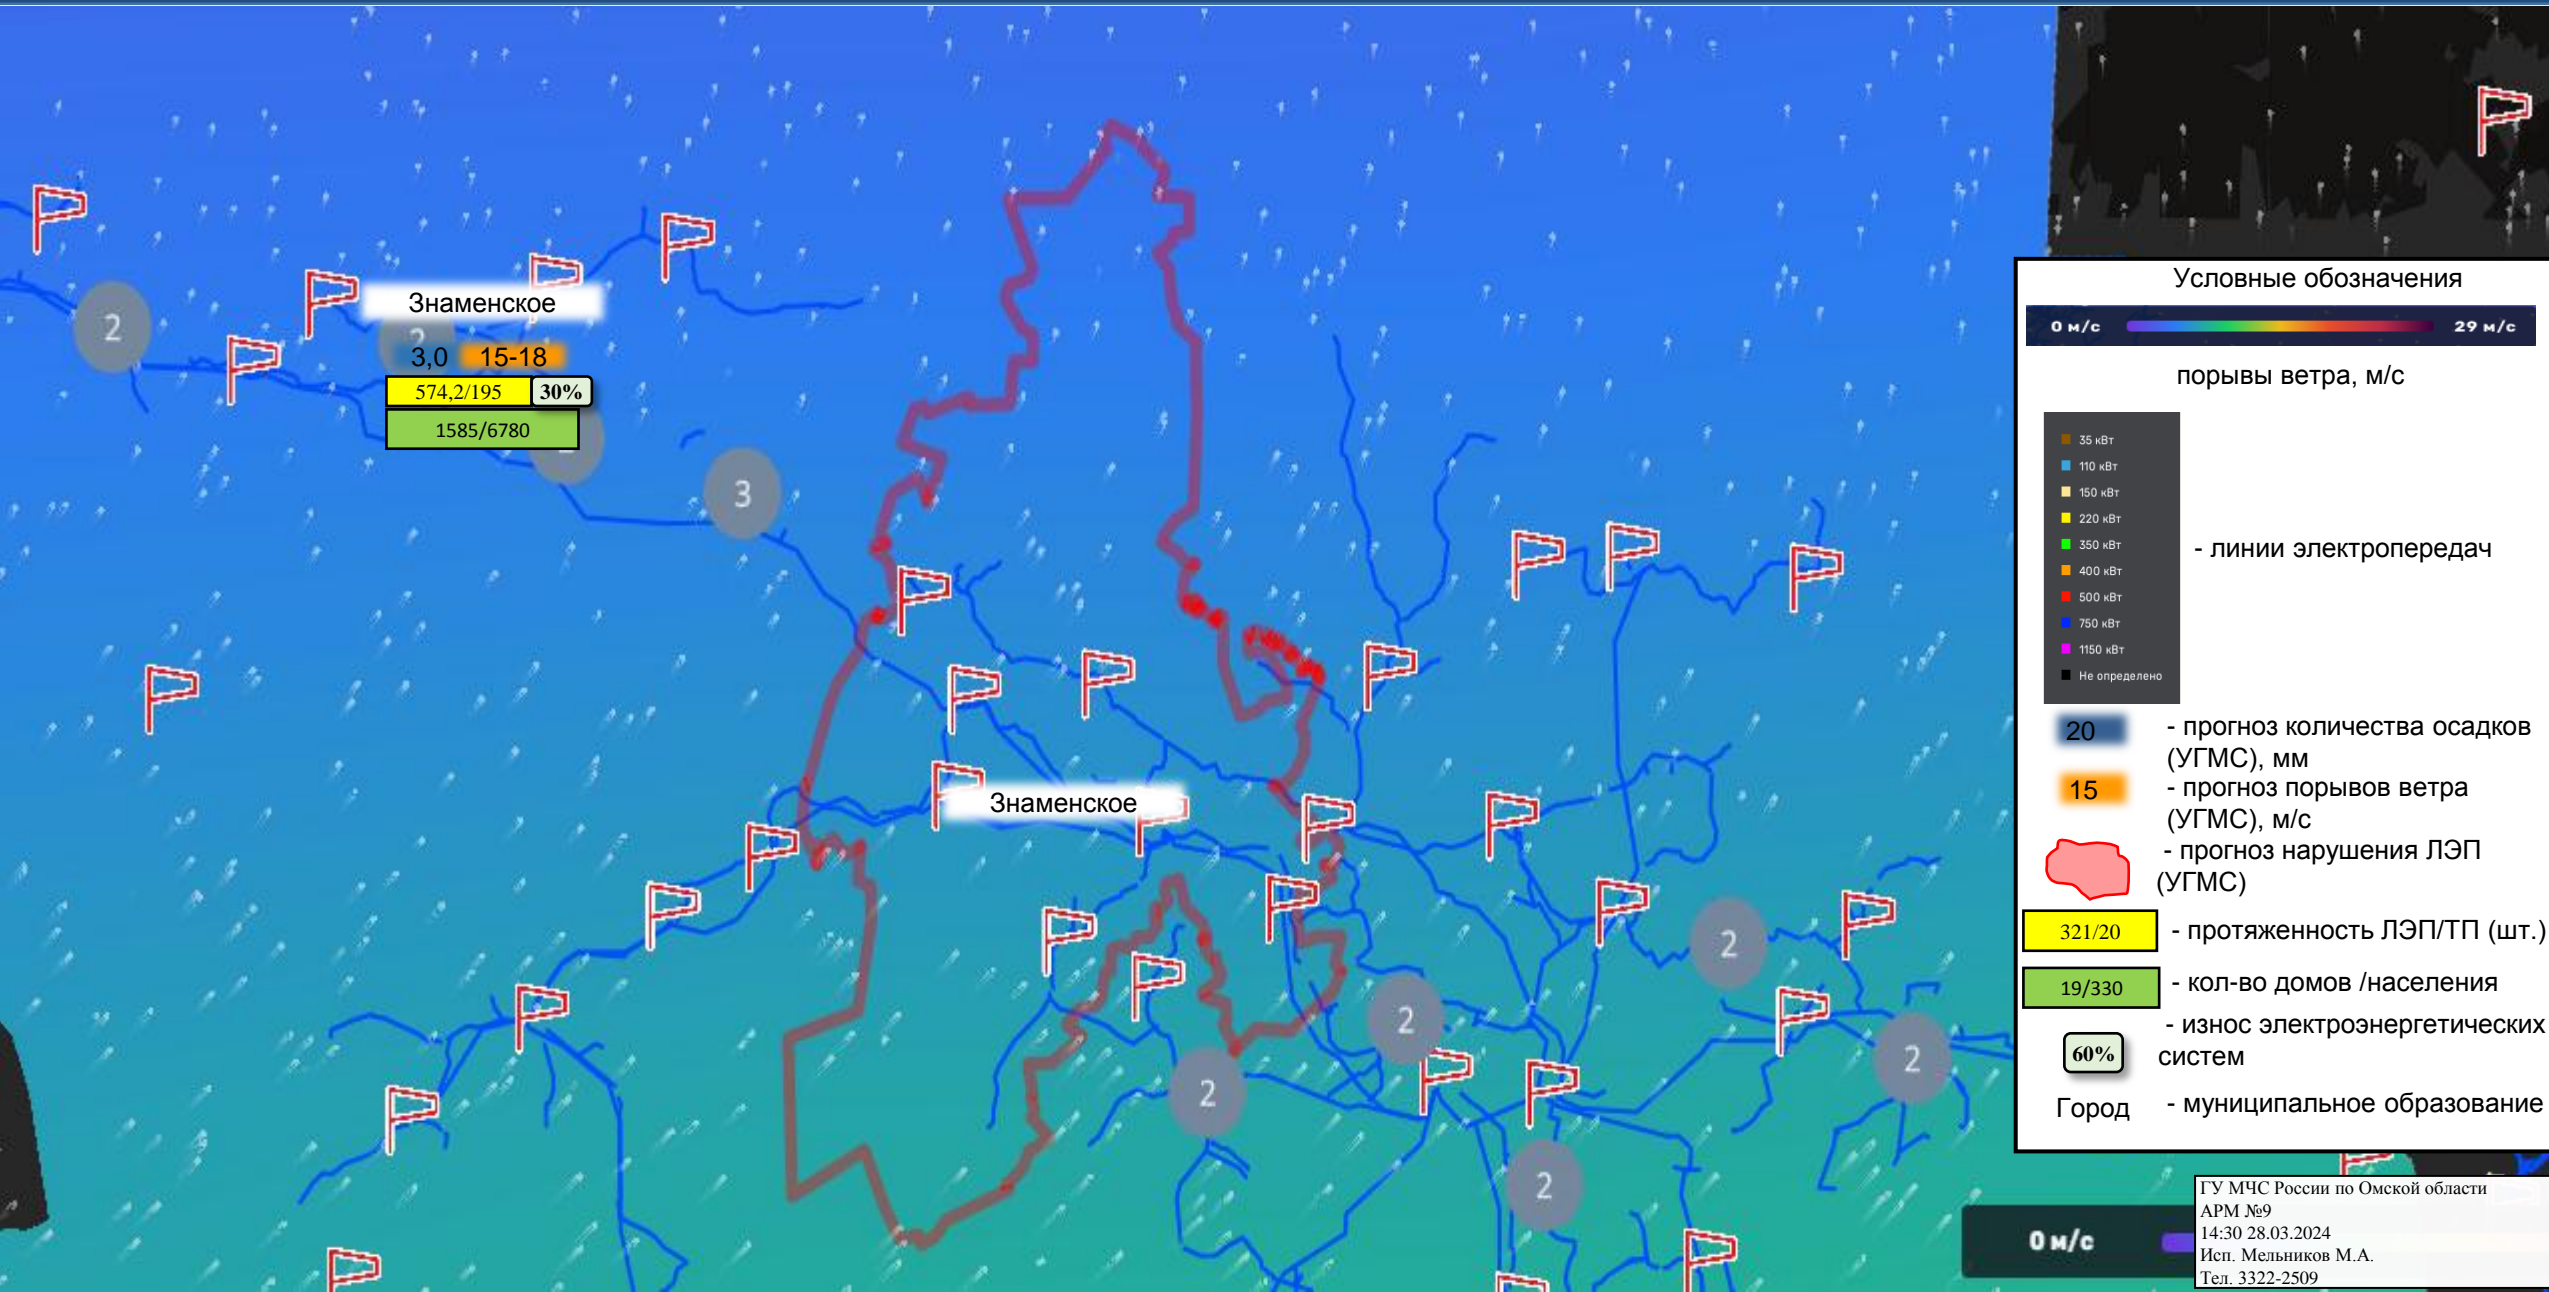 2
Знаменское
2
3,0
15-18
574,2/195
30%
1585/6780
3
Знаменское
2
2
2
2
2
Условные обозначения
0 м/с
29 м/с
порывы ветра, м/с
35 кВт
110 кВт
150 кВт
220 кВт
350 кВт
400 кВт
500 кВт
750 кВт
1150 кВт
Не определено
- линии электропередач
20
- прогноз количества осадков
(УГМС), мм
15
- прогноз порывов ветра
(УГМС), м/с
- прогноз нарушения ЛЭП
(УГМС)
321/20
- протяженность ЛЭП/ТП (шт.)
19/330
- кол-во домов /населения
60%
- износ электроэнергетических
систем
Город
- муниципальное образование
0 м/с
ГУ МЧС России по Омской области
АРМ №9
14:30 28.03.2024
Исп. Мельников М.А.
Тел. 3322-2509